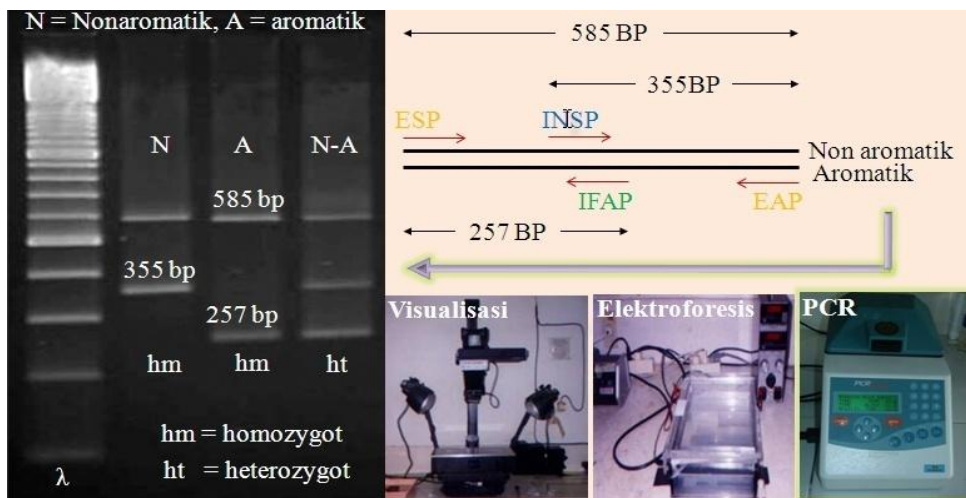 N = Nonaromatik, A = aromatik
N
A
N-A
585 bp
355 bp
257 bp
hm
hm
ht
hm = homozygot
ht = heterozygot
λ
585 BP
355BP
ESP
INSP
Non aromatik
Aromatik
IFAP
EAP
257 BP
Visualisasi
Elektroforesis
PCR